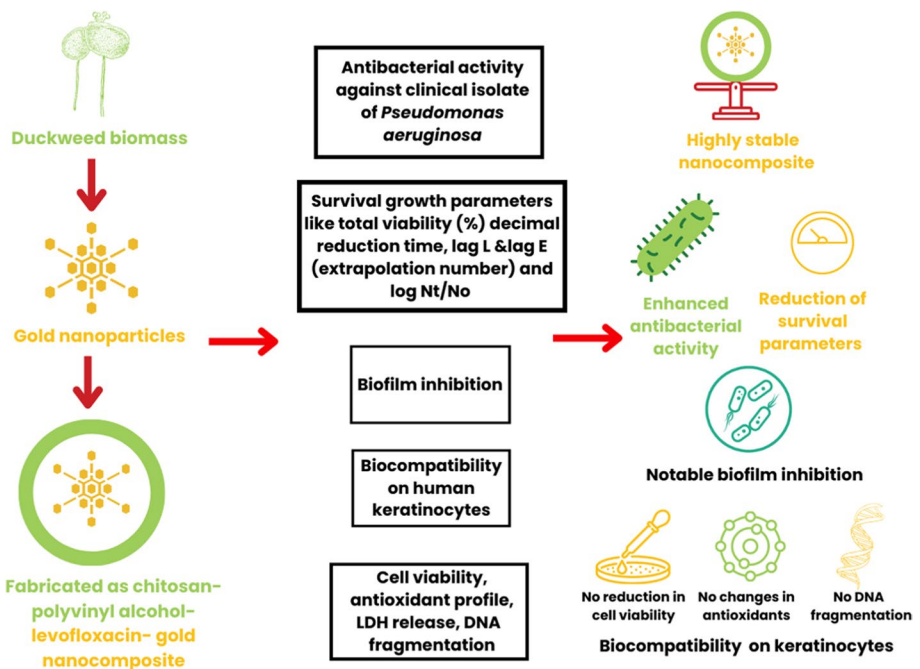 Duckweed biomass
Gold nanoparticles
Fabricated as chitosan-
polyvinyl alcohol-
levofloxacin- gold
nanocomposite
Antibacterial activity
against clinical isolate
of Pseudomonas
aeruginosa
Survival growth parameters
like total viability (%) decimal
reduction time, lag L &lag E
(extrapolation number) and
log Nt/No
Biofilm inhibition
Biocompatibility
on human
keratinocytes
Cell viability,
antioxidant profile,
LDH release, DNA
fragmentation
Highly stable
nanocomposite
Enhanced
antibacterial
activity
Reduction of
survival
parameters
Notable biofilm inhibition
No reduction in
cell viability
No changes in
antioxidants
No DNA
fragmentation
Biocompatibility on keratinocytes